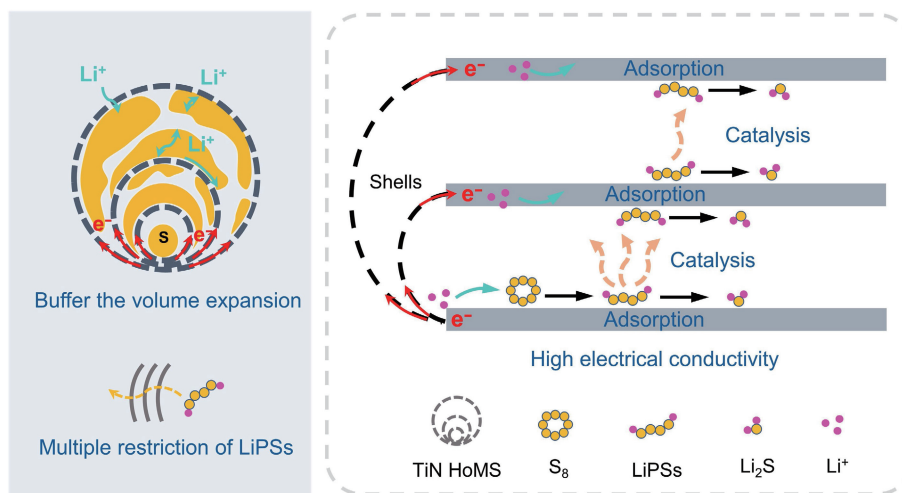 Li⁺
Li⁺
Li⁺
S
e⁻
e⁻
Buffer the volume expansion
Multiple restriction of LiPSs
e⁻
Adsorption
Catalysis
Shells
e⁻
Adsorption
Catalysis
e⁻
Adsorption
High electrical conductivity
TiN HoMS
S₈
LiPSs
Li₂S
Li⁺